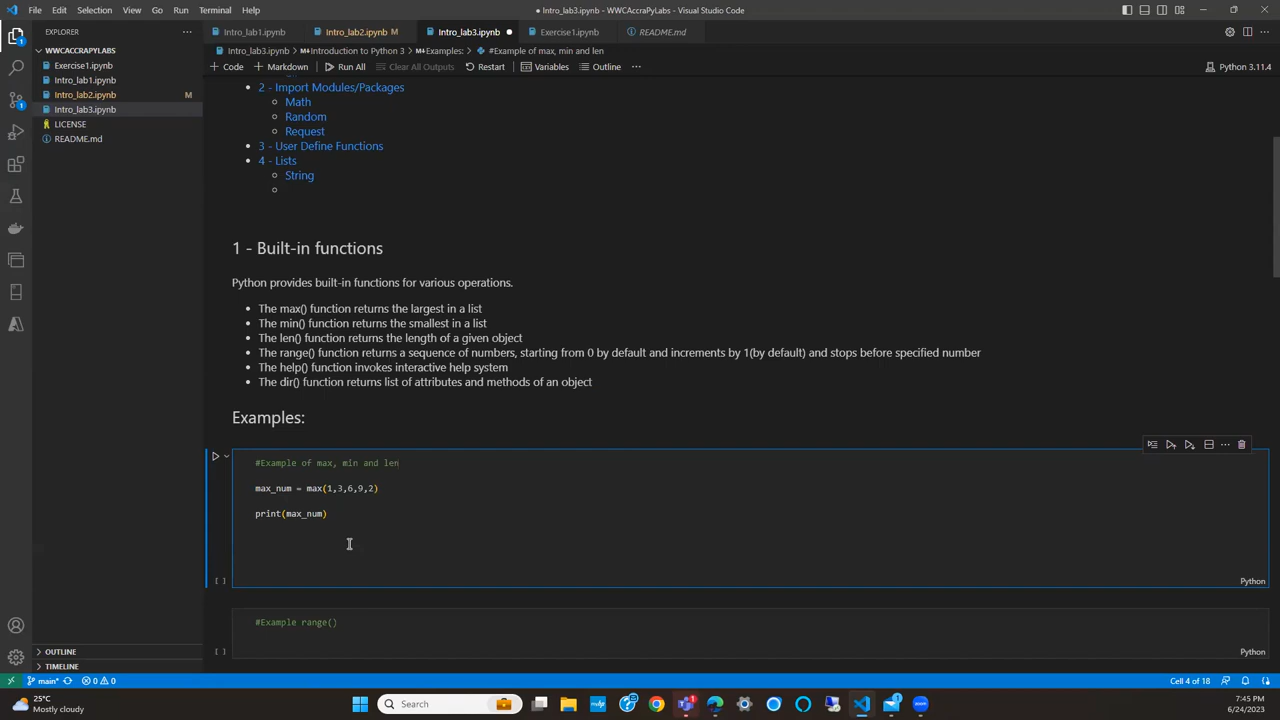 File Edit Selection View Go Run Terminal Help
● Intro_lab3.ipynb - WWCAccraPyLabs - Visual Studio Code
EXPLORER
Intro_lab1.ipynb
Intro_lab2.ipynb M
Intro_lab3.ipynb
Exercise1.ipynb
README.md
WWCACCRAPYLABS
Exercise1.ipynb
Intro_lab1.ipynb
Intro_lab2.ipynb M
Intro_lab3.ipynb
LICENSE
README.md
Intro_lab3.ipynb > Introduction to Python 3 > Examples: > #Example of max, min and len
+ Code + Markdown Run All Clear All Outputs Restart Variables Outline ... Python 3.11.4
2 - Import Modules/Packages
Math
Random
Request
3 - User Define Functions
4 - Lists
String
1 - Built-in functions
Python provides built-in functions for various operations.
The max() function returns the largest in a list
The min() function returns the smallest in a list
The len() function returns the length of a given object
The range() function returns a sequence of numbers, starting from 0 by default and increments by 1(by default) and stops before specified number
The help() function invokes interactive help system
The dir() function returns list of attributes and methods of an object
Examples:
#Example of max, min and len
max_num = max(1,3,6,9,2)
print(max_num)
[ ] Python
#Example range()
[ ] Python
OUTLINE
TIMELINE
main* 0 0 Cell 4 of 18
25°C
Mostly cloudy
Search
7:45 PM
6/24/2023